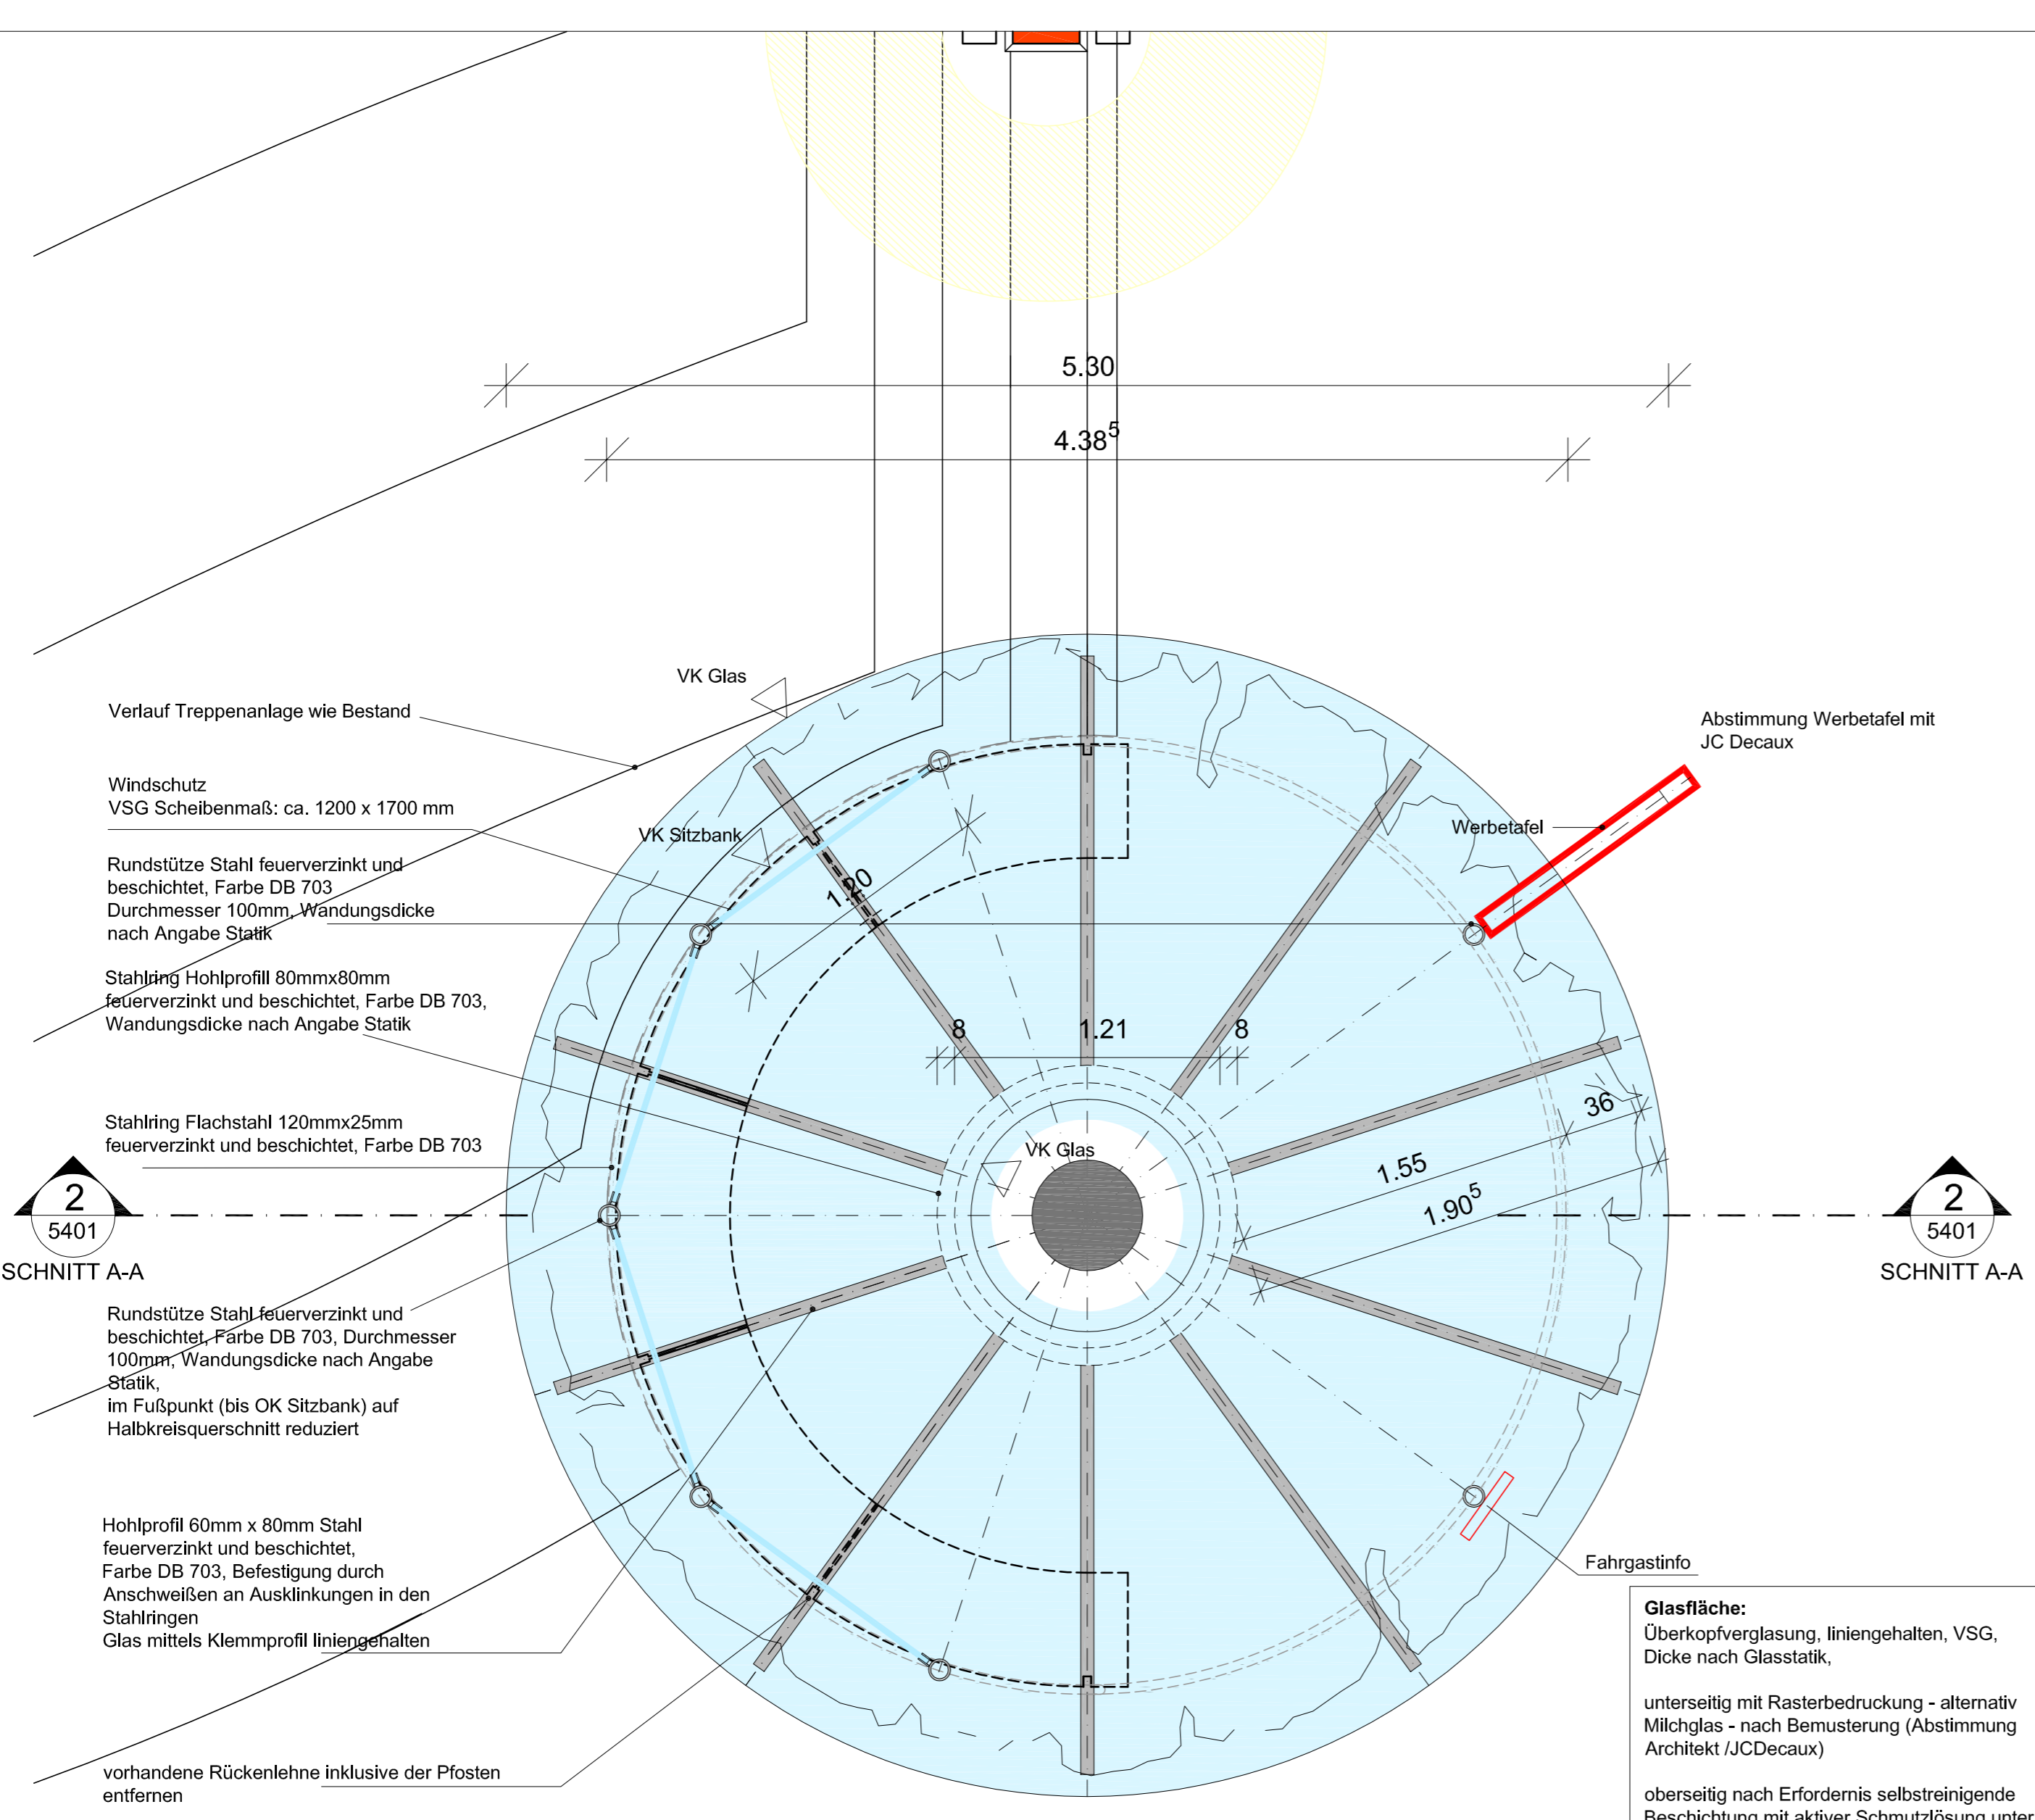 5.30
4.38⁵
VK Glas
Verlauf Treppenanlage wie Bestand
Abstimmung Werbetafel mit
JC Decaux
Windschutz
VSG Scheibenmaß: ca. 1200 x 1700 mm
VK Sitzbank
Werbetafel
Rundstütze Stahl feuerverzinkt und
beschichtet, Farbe DB 703
Durchmesser 100mm, Wandungsdicke
nach Angabe Statik
1.20
Stahlring Hohlprofill 80mmx80mm
feuerverzinkt und beschichtet, Farbe DB 703,
Wandungsdicke nach Angabe Statik
8
1.21
8
36
Stahlring Flachstahl 120mmx25mm
feuerverzinkt und beschichtet, Farbe DB 703
VK Glas
1.55
1.90⁵
2
5401
SCHNITT A-A
2
5401
SCHNITT A-A
Rundstütze Stahl feuerverzinkt und
beschichtet, Farbe DB 703, Durchmesser
100mm, Wandungsdicke nach Angabe
Statik,
im Fußpunkt (bis OK Sitzbank) auf
Halbkreisquerschnitt reduziert
Hohlprofil 60mm x 80mm Stahl
feuerverzinkt und beschichtet,
Farbe DB 703, Befestigung durch
Anschweißen an Ausklinkungen in den
Stahlringen
Glas mittels Klemmprofil liniengehalten
Fahrgastinfo
vorhandene Rückenlehne inklusive der Pfosten
entfernen
Glasfläche:
Überkopfverglasung, liniengehalten, VSG,
Dicke nach Glasstatik,
unterseitig mit Rasterbedruckung - alternativ
Milchglas - nach Bemusterung (Abstimmung
Architekt /JCDecaux)
oberseitig nach Erfordernis selbstreinigende
Beschichtung mit aktiver Schmutzlösung unter